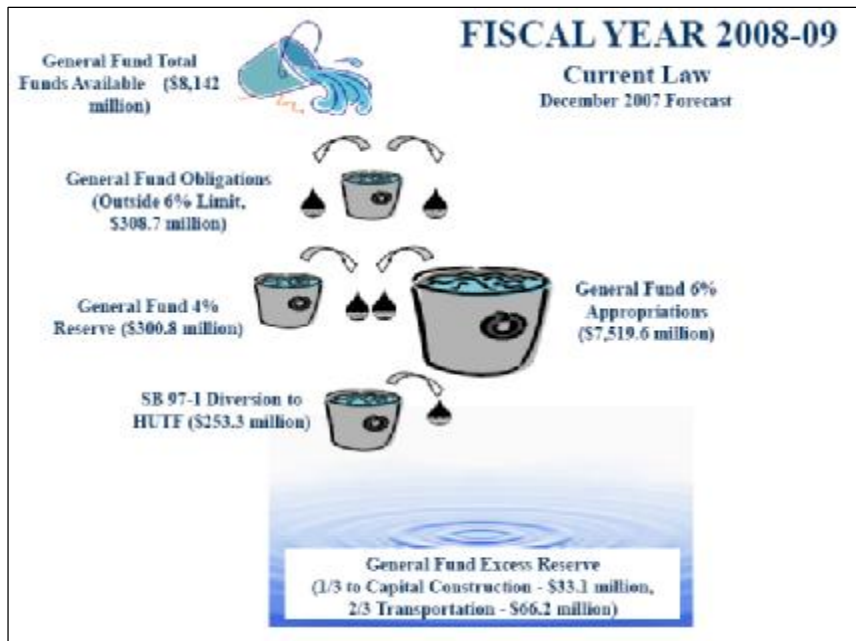 FISCAL YEAR 2008-09
Current Law
December 2007 Forecast
General Fund Total
Funds Available ($8,142
million)
General Fund Obligations
(Outside 6% Limit,
$308.7 million)
General Fund 4%
Reserve ($300.8 million)
General Fund 6%
Appropriations
($7,519.6 million)
SB 97-1 Diversion to
HUTF ($253.3 million)
General Fund Excess Reserve
(1/3 to Capital Construction - $33.1 million,
2/3 Transportation - $66.2 million)